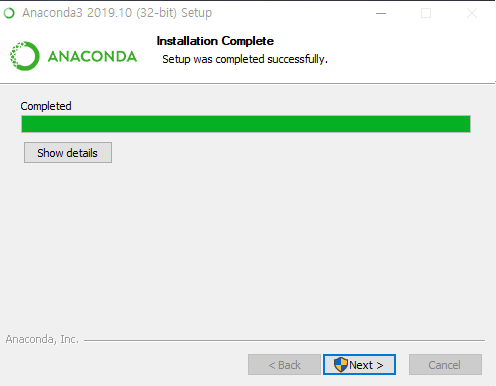 Anaconda3 2019.10 (32-bit) Setup
ANACONDA
Installation Complete
Setup was completed successfully.
Completed
Show details
Anaconda, Inc.
< Back
Next >
Cancel